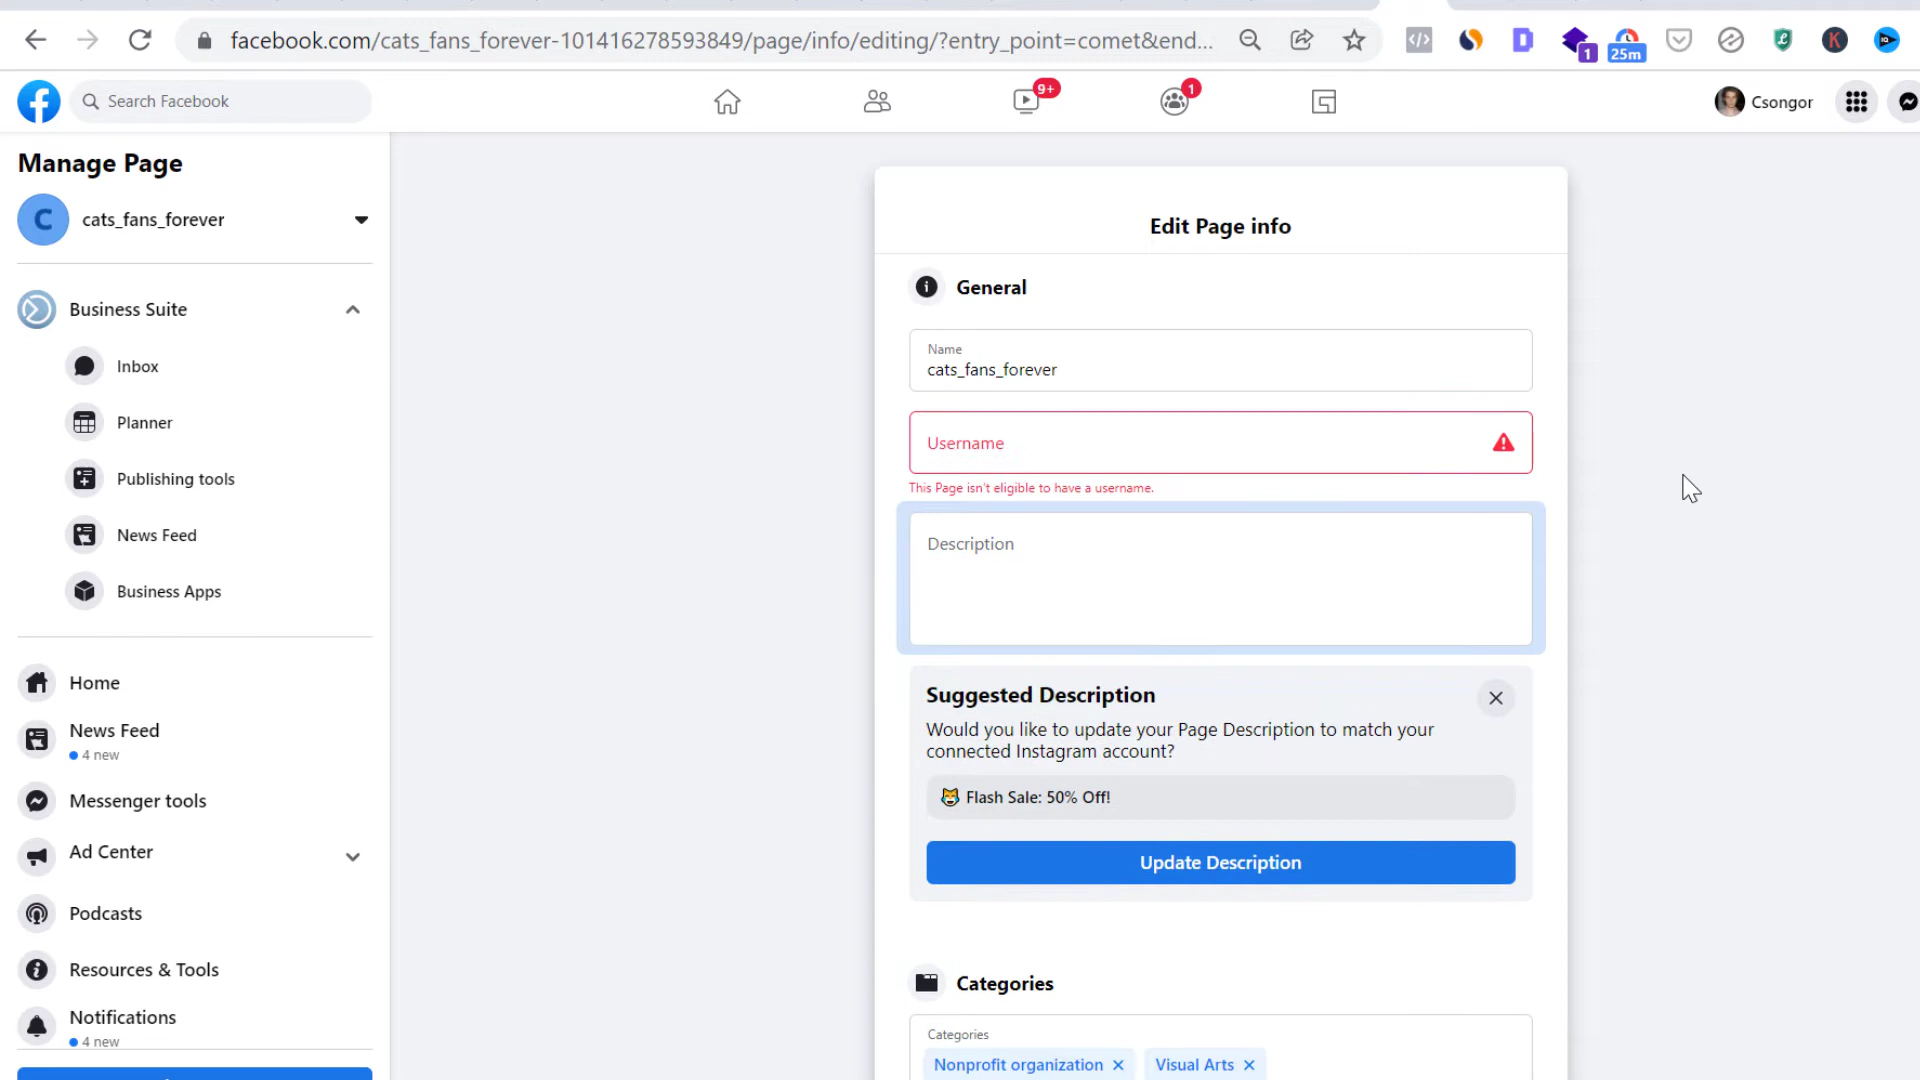 facebook.com/cats_fans_forever-101416278593849/page/info/editing/?entry_point=comet&end...
1
25m
Search Facebook
9+
1
Csongor
Manage Page
C cats_fans_forever
Business Suite
Inbox
Planner
Publishing tools
News Feed
Business Apps
Home
News Feed
4 new
Messenger tools
Ad Center
Podcasts
Resources & Tools
Notifications
4 new
Edit Page info
General
Name
cats_fans_forever
Username
This Page isn't eligible to have a username.
Description
Suggested Description
Would you like to update your Page Description to match your
connected Instagram account?
😹 Flash Sale: 50% Off!
Update Description
Categories
Categories
Nonprofit organization
Visual Arts